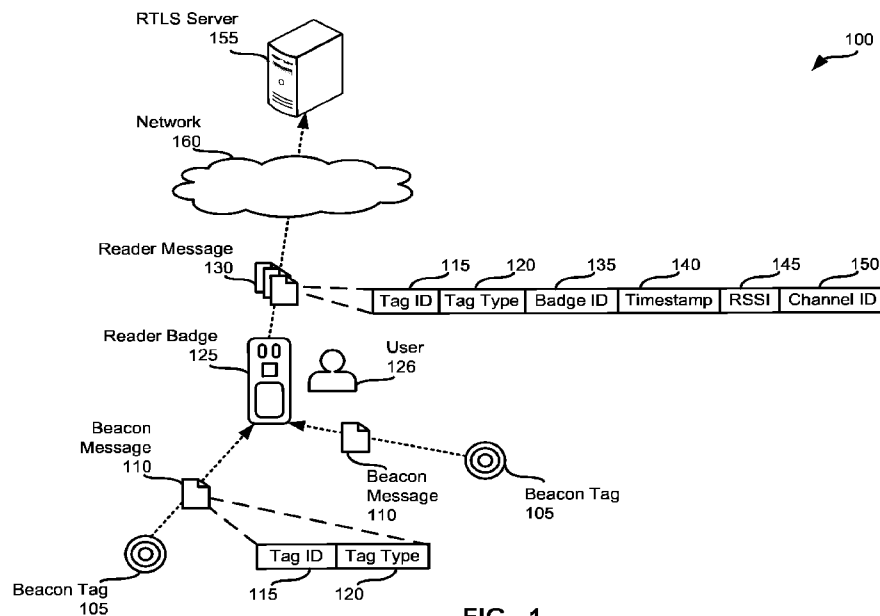 RTLS Server
155
100
Network
160
Reader Message
130
115 120 135 140 145 150
Tag ID Tag Type Badge ID Timestamp RSSI Channel ID
Reader Badge
125
User
126
Beacon
Message
110
Beacon
Message
110
Beacon Tag
105
Tag ID Tag Type
115 120
Beacon Tag
105
FIG. 1